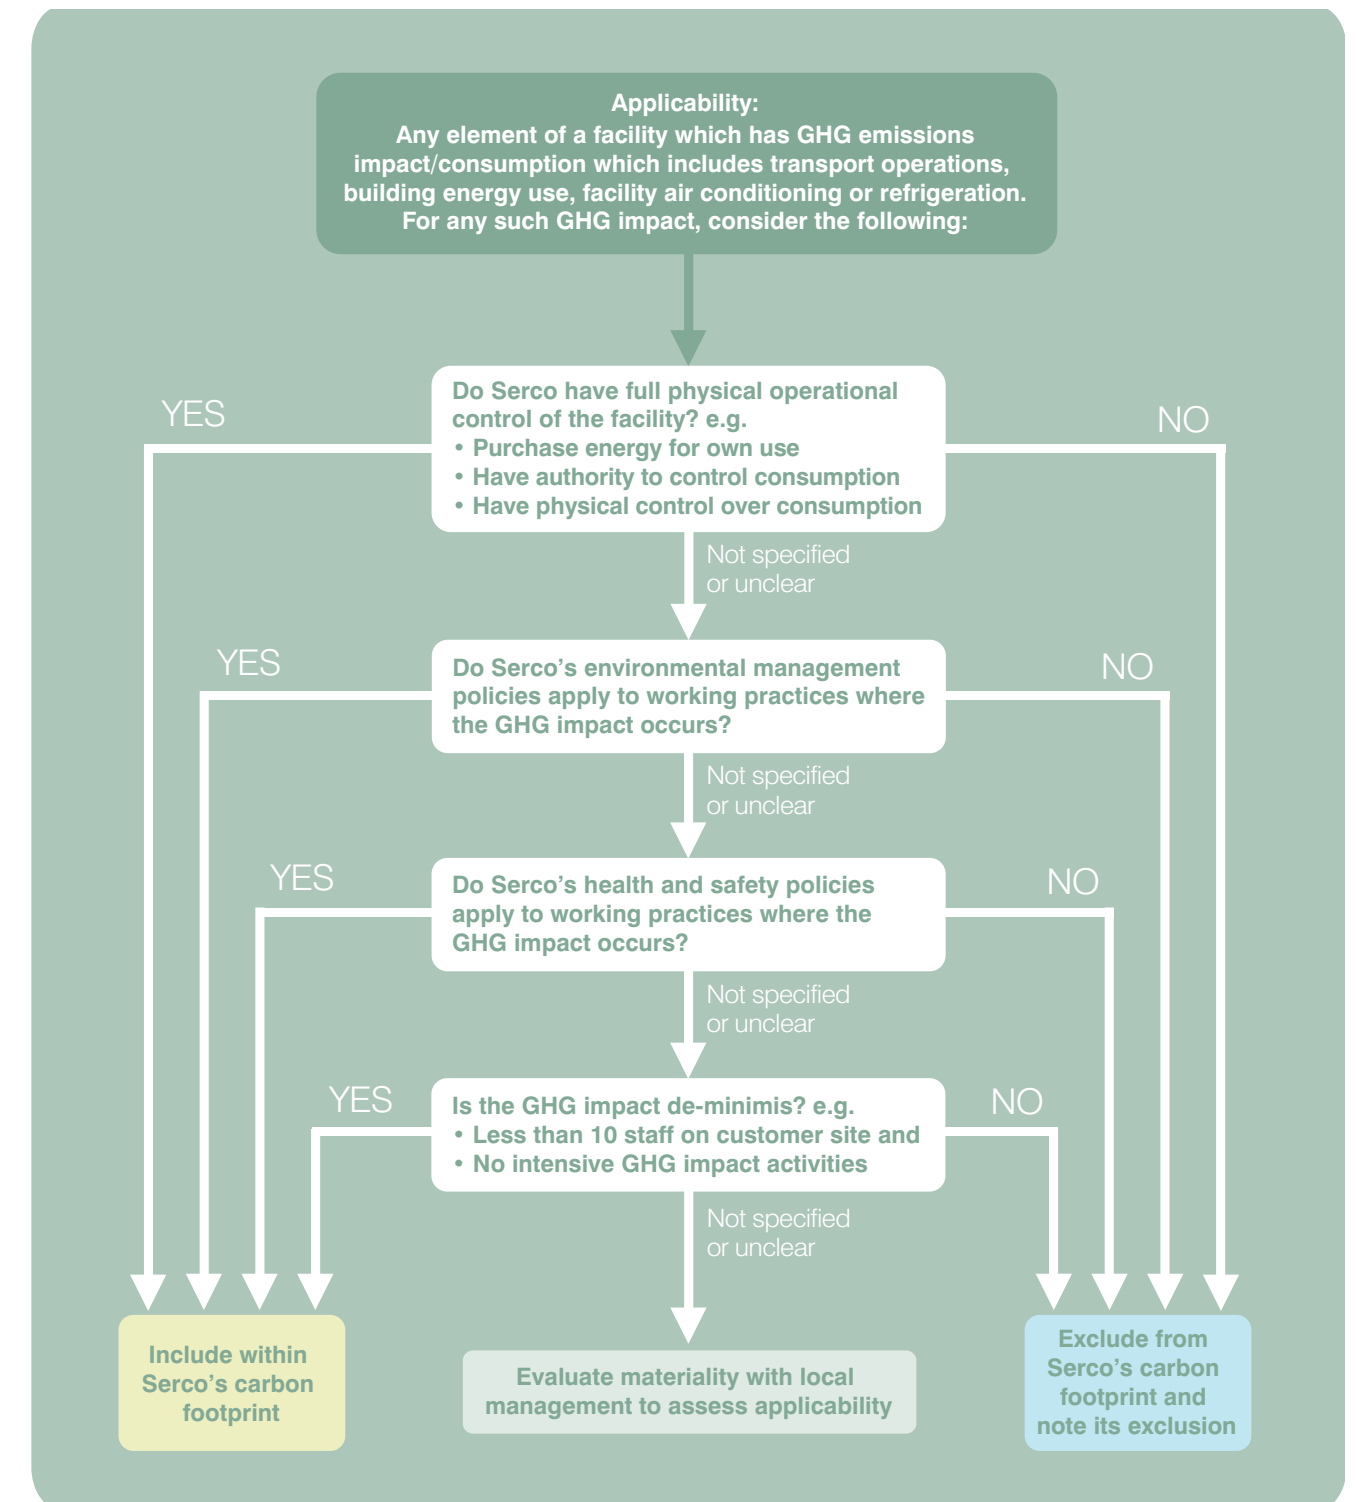 Applicability:
Any element of a facility which has GHG emissions
impact/consumption which includes transport operations,
building energy use, facility air conditioning or refrigeration.
For any such GHG impact, consider the following:
YES
Do Serco have full physical operational
control of the facility? e.g.
• Purchase energy for own use
• Have authority to control consumption
• Have physical control over consumption
NO
Not specified
or unclear
YES
Do Serco’s environmental management
policies apply to working practices where
the GHG impact occurs?
NO
Not specified
or unclear
YES
Do Serco’s health and safety policies
apply to working practices where the
GHG impact occurs?
NO
Not specified
or unclear
YES
Is the GHG impact de-minimis? e.g.
• Less than 10 staff on customer site and
• No intensive GHG impact activities
NO
Not specified
or unclear
Include within
Serco’s carbon
footprint
Evaluate materiality with local
management to assess applicability
Exclude from
Serco’s carbon
footprint and
note its exclusion